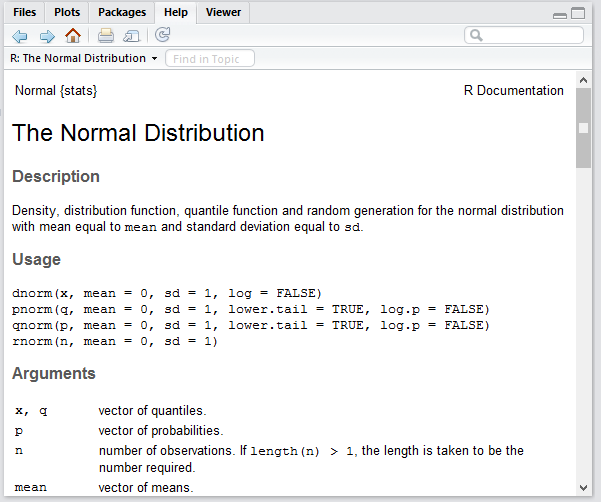 Files Plots Packages Help Viewer
R: The Normal Distribution Find in Topic
Normal {stats} R Documentation
The Normal Distribution
Description
Density, distribution function, quantile function and random generation for the normal distribution
with mean equal to mean and standard deviation equal to sd.
Usage
dnorm(x, mean = 0, sd = 1, log = FALSE)
pnorm(q, mean = 0, sd = 1, lower.tail = TRUE, log.p = FALSE)
qnorm(p, mean = 0, sd = 1, lower.tail = TRUE, log.p = FALSE)
rnorm(n, mean = 0, sd = 1)
Arguments
x, q vector of quantiles.
p vector of probabilities.
n number of observations. If length(n) > 1, the length is taken to be the
number required.
mean vector of means.